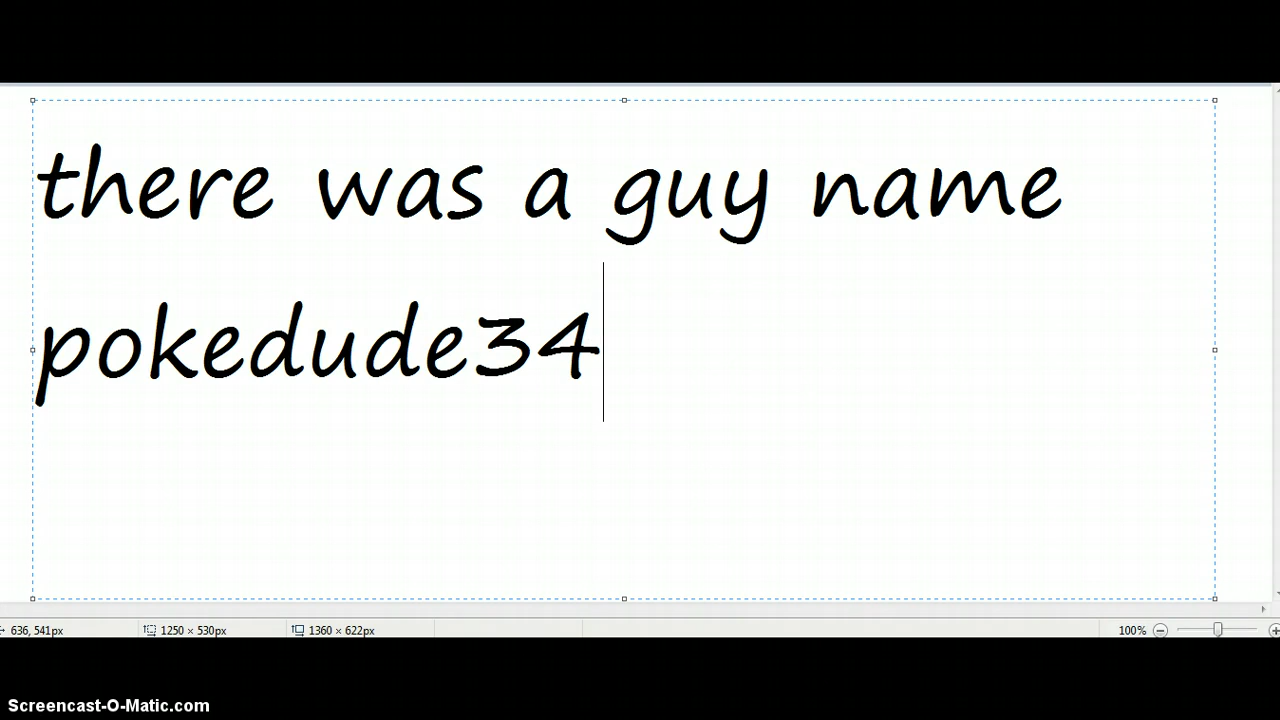 there was a guy name
pokedude34
636, 541px 1250 × 530px 1360 × 622px 100%
Screencast-O-Matic.com